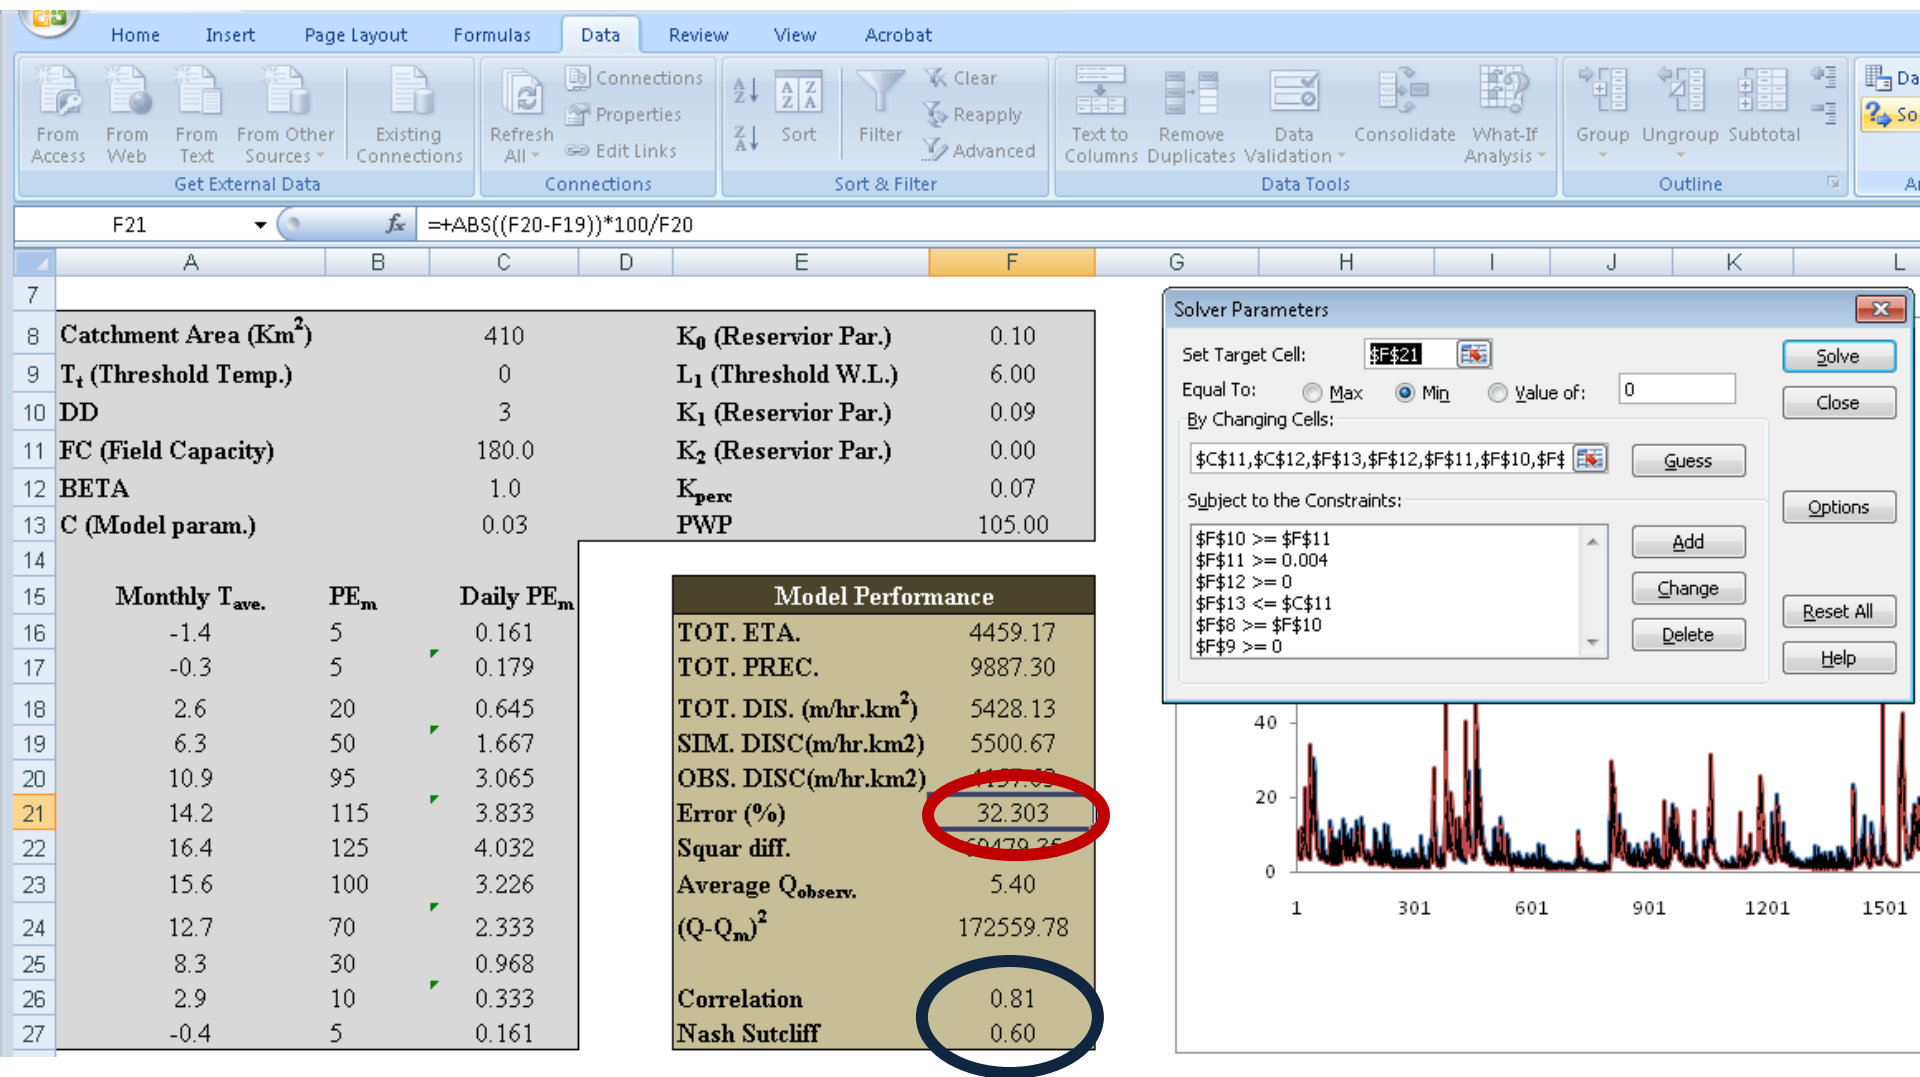 Home Insert Page Layout Formulas Data Review View Acrobat
From Access From Web From Text From Other Sources Existing Connections Refresh All Connections Properties Edit Links Sort Filter Clear Reapply Advanced Text to Columns Remove Duplicates Data Validation Consolidate What-If Analysis Group Ungroup Subtotal
Get External Data Connections Sort & Filter Data Tools Outline
F21 fx =+ABS((F20-F19))*100/F20
A B C D E F G H I J K L
7
8 Catchment Area (Km2) 410 K0 (Reservior Par.) 0.10
9 Tt (Threshold Temp.) 0 L1 (Threshold W.L.) 6.00
10 DD 3 K1 (Reservior Par.) 0.09
11 FC (Field Capacity) 180.0 K2 (Reservior Par.) 0.00
12 BETA 1.0 Kperc 0.07
13 C (Model param.) 0.03 PWP 105.00
14
15 Monthly Tave. PEm Daily PEm Model Performance
16 -1.4 5 0.161 TOT. ETA. 4459.17
17 -0.3 5 0.179 TOT. PREC. 9887.30
18 2.6 20 0.645 TOT. DIS. (m/hr.km2) 5428.13
19 6.3 50 1.667 SIM. DISC(m/hr.km2) 5500.67
20 10.9 95 3.065 OBS. DISC(m/hr.km2)
21 14.2 115 3.833 Error (%) 32.303
22 16.4 125 4.032 Squar diff.
23 15.6 100 3.226 Average Qobserv. 5.40
24 12.7 70 2.333 (Q-Qm)2 172559.78
25 8.3 30 0.968
26 2.9 10 0.333 Correlation 0.81
27 -0.4 5 0.161 Nash Sutcliff 0.60
Solver Parameters
Set Target Cell: $F$21 Solve
Equal To: Max Min Value of: 0 Close
By Changing Cells:
$C$11,$C$12,$F$13,$F$12,$F$11,$F$10,$F$ Guess
Subject to the Constraints: Options
$F$10 >= $F$11
$F$11 >= 0.004
$F$12 >= 0
$F$13 <= $C$11
$F$8 >= $F$10
$F$9 >= 0
Add
Change
Delete
Reset All
Help
40
20
0
1 301 601 901 1201 1501